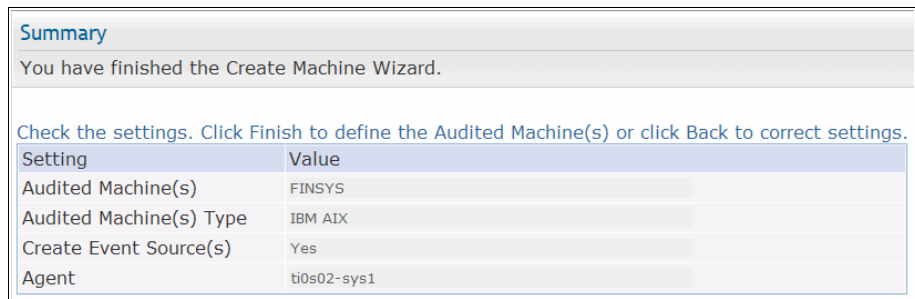 Summary
You have finished the Create Machine Wizard.
Check the settings. Click Finish to define the Audited Machine(s) or click Back to correct settings.
Setting Value
Audited Machine(s) FINSYS
Audited Machine(s) Type IBM AIX
Create Event Source(s) Yes
Agent ti0s02-sys1